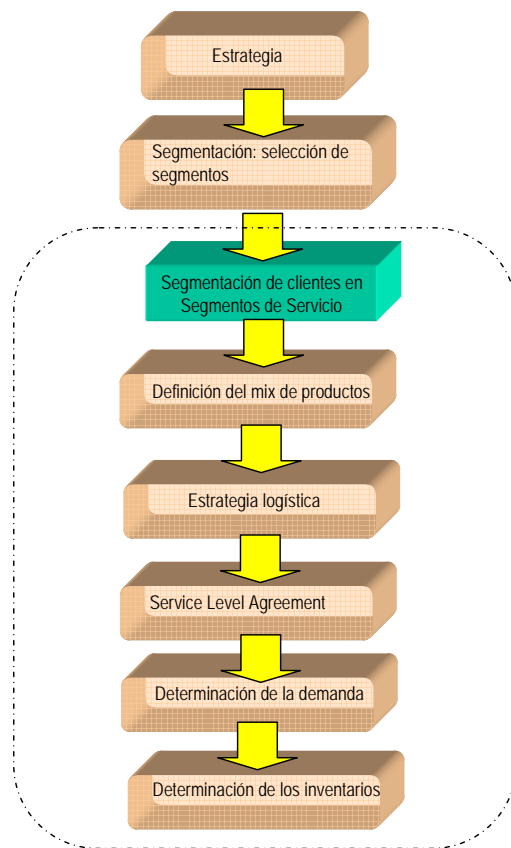 Estrategia
Segmentación: selección de
segmentos
Segmentación de clientes en
Segmentos de Servicio
Definición del mix de productos
Estrategia logística
Service Level Agreement
Determinación de la demanda
Determinación de los inventarios